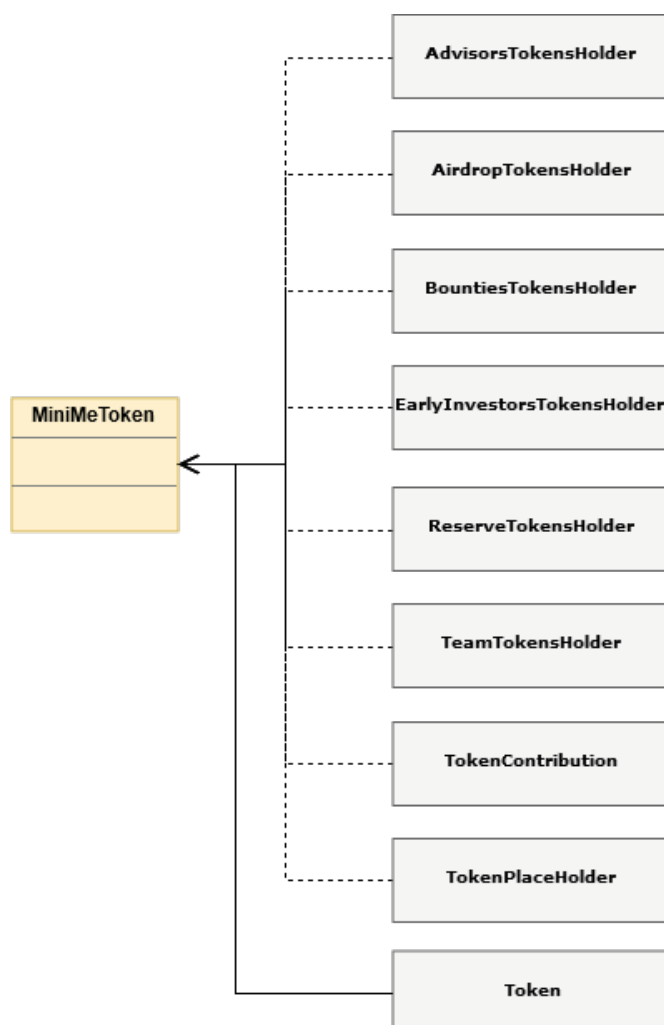 AdvisorsTokensHolder
AirdropTokensHolder
BountiesTokensHolder
EarlyInvestorsTokensHolder
MiniMeToken
ReserveTokensHolder
TeamTokensHolder
TokenContribution
TokenPlaceHolder
Token